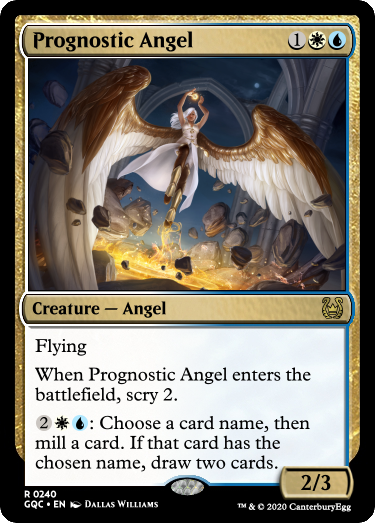 Prognostic Angel 1
Creature — Angel
Flying
When Prognostic Angel enters the
battlefield, scry 2.
2 : Choose a card name, then
mill a card. If that card has the
chosen name, draw two cards.
2/3
R 0240
GQC • EN DALLAS WILLIAMS
™ & © 2020 CanterburyEgg